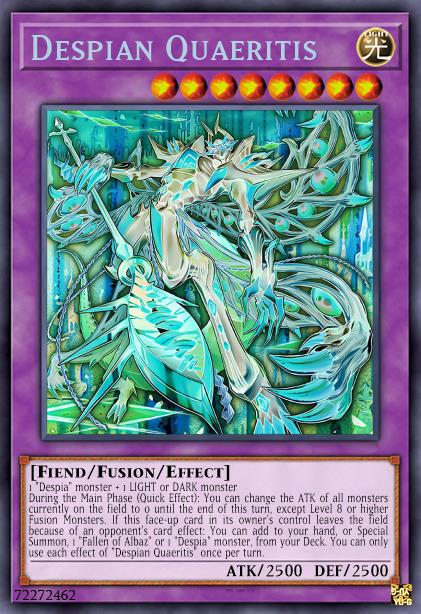 Despian Quaeritis
LIGHT
光
[Fiend/Fusion/Effect]
1 "Despia" monster + 1 LIGHT or DARK monster
During the Main Phase (Quick Effect): You can change the ATK of all monsters
currently on the field to 0 until the end of this turn, except Level 8 or higher
Fusion Monsters. If this face-up card in its owner's control leaves the field
because of an opponent's card effect: You can add to your hand, or Special
Summon, 1 "Fallen of Albaz" or 1 "Despia" monster, from your Deck. You can only
use each effect of "Despian Quaeritis" once per turn.
ATK/2500 DEF/2500
72272462